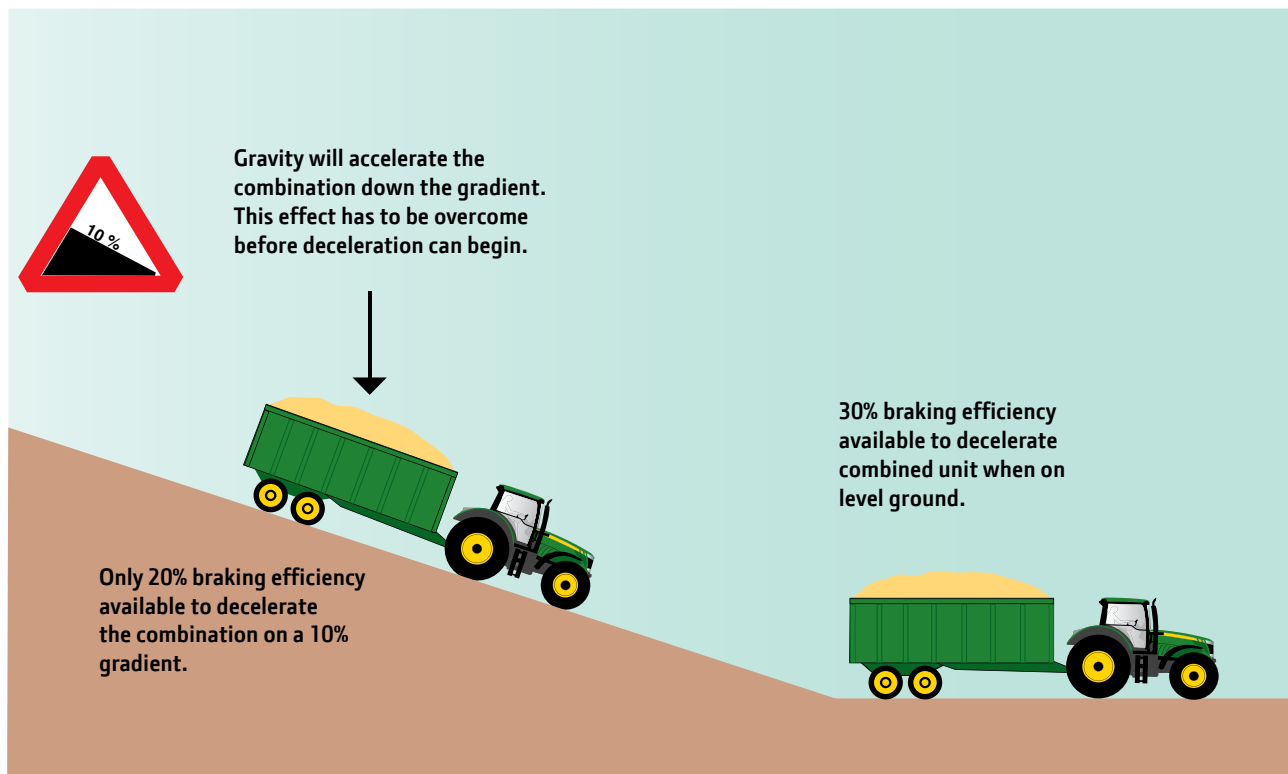 Gravity will accelerate the
combination down the gradient.
This effect has to be overcome
before deceleration can begin.
10 %
30% braking efficiency
available to decelerate
combined unit when on
level ground.
Only 20% braking efficiency
available to decelerate
the combination on a 10%
gradient.